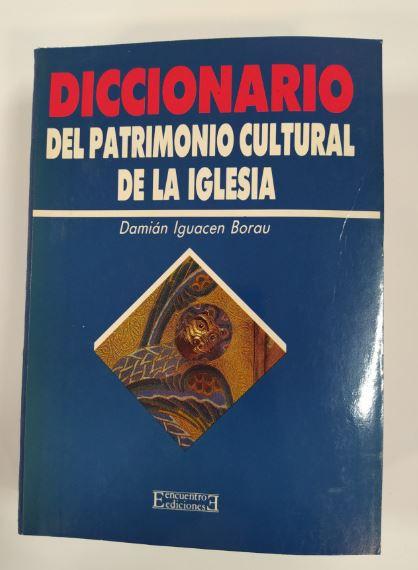 DICCIONARIO
DEL PATRIMONIO CULTURAL
DE LA IGLESIA
Damián Iguacen Borau
Encuentro
Ediciones